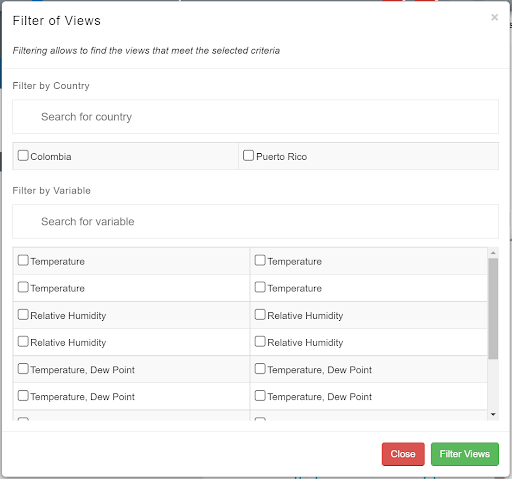 Filter of Views
×
Filtering allows to find the views that meet the selected criteria
Filter by Country
Search for country
Colombia Puerto Rico
Filter by Variable
Search for variable
Temperature Temperature
Temperature Temperature
Relative Humidity Relative Humidity
Relative Humidity Relative Humidity
Temperature, Dew Point Temperature, Dew Point
Temperature, Dew Point Temperature, Dew Point
Close Filter Views